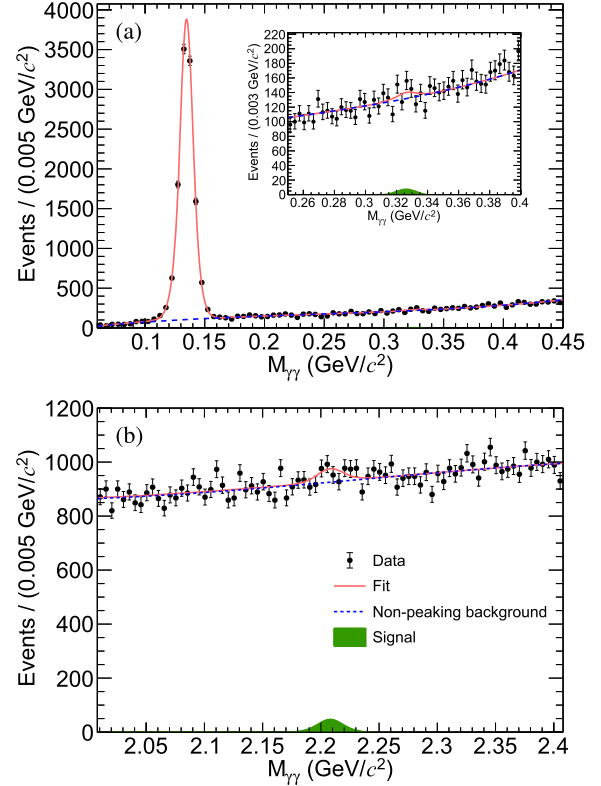 (a)
Events / (0.005 GeV/c²)
4000
3500
3000
2500
2000
1500
1000
500
0
0.1 0.15 0.2 0.25 0.3 0.35 0.4 0.45
Mγγ (GeV/c²)
Events / (0.003 GeV/c²)
220
200
180
160
140
120
100
80
60
40
20
0
0.26 0.28 0.3 0.32 0.34 0.36 0.38 0.4
Mγγ (GeV/c²)
(b)
Events / (0.005 GeV/c²)
1200
1000
800
600
400
200
0
Data
Fit
Non-peaking background
Signal
2.05 2.1 2.15 2.2 2.25 2.3 2.35 2.4
Mγγ (GeV/c²)